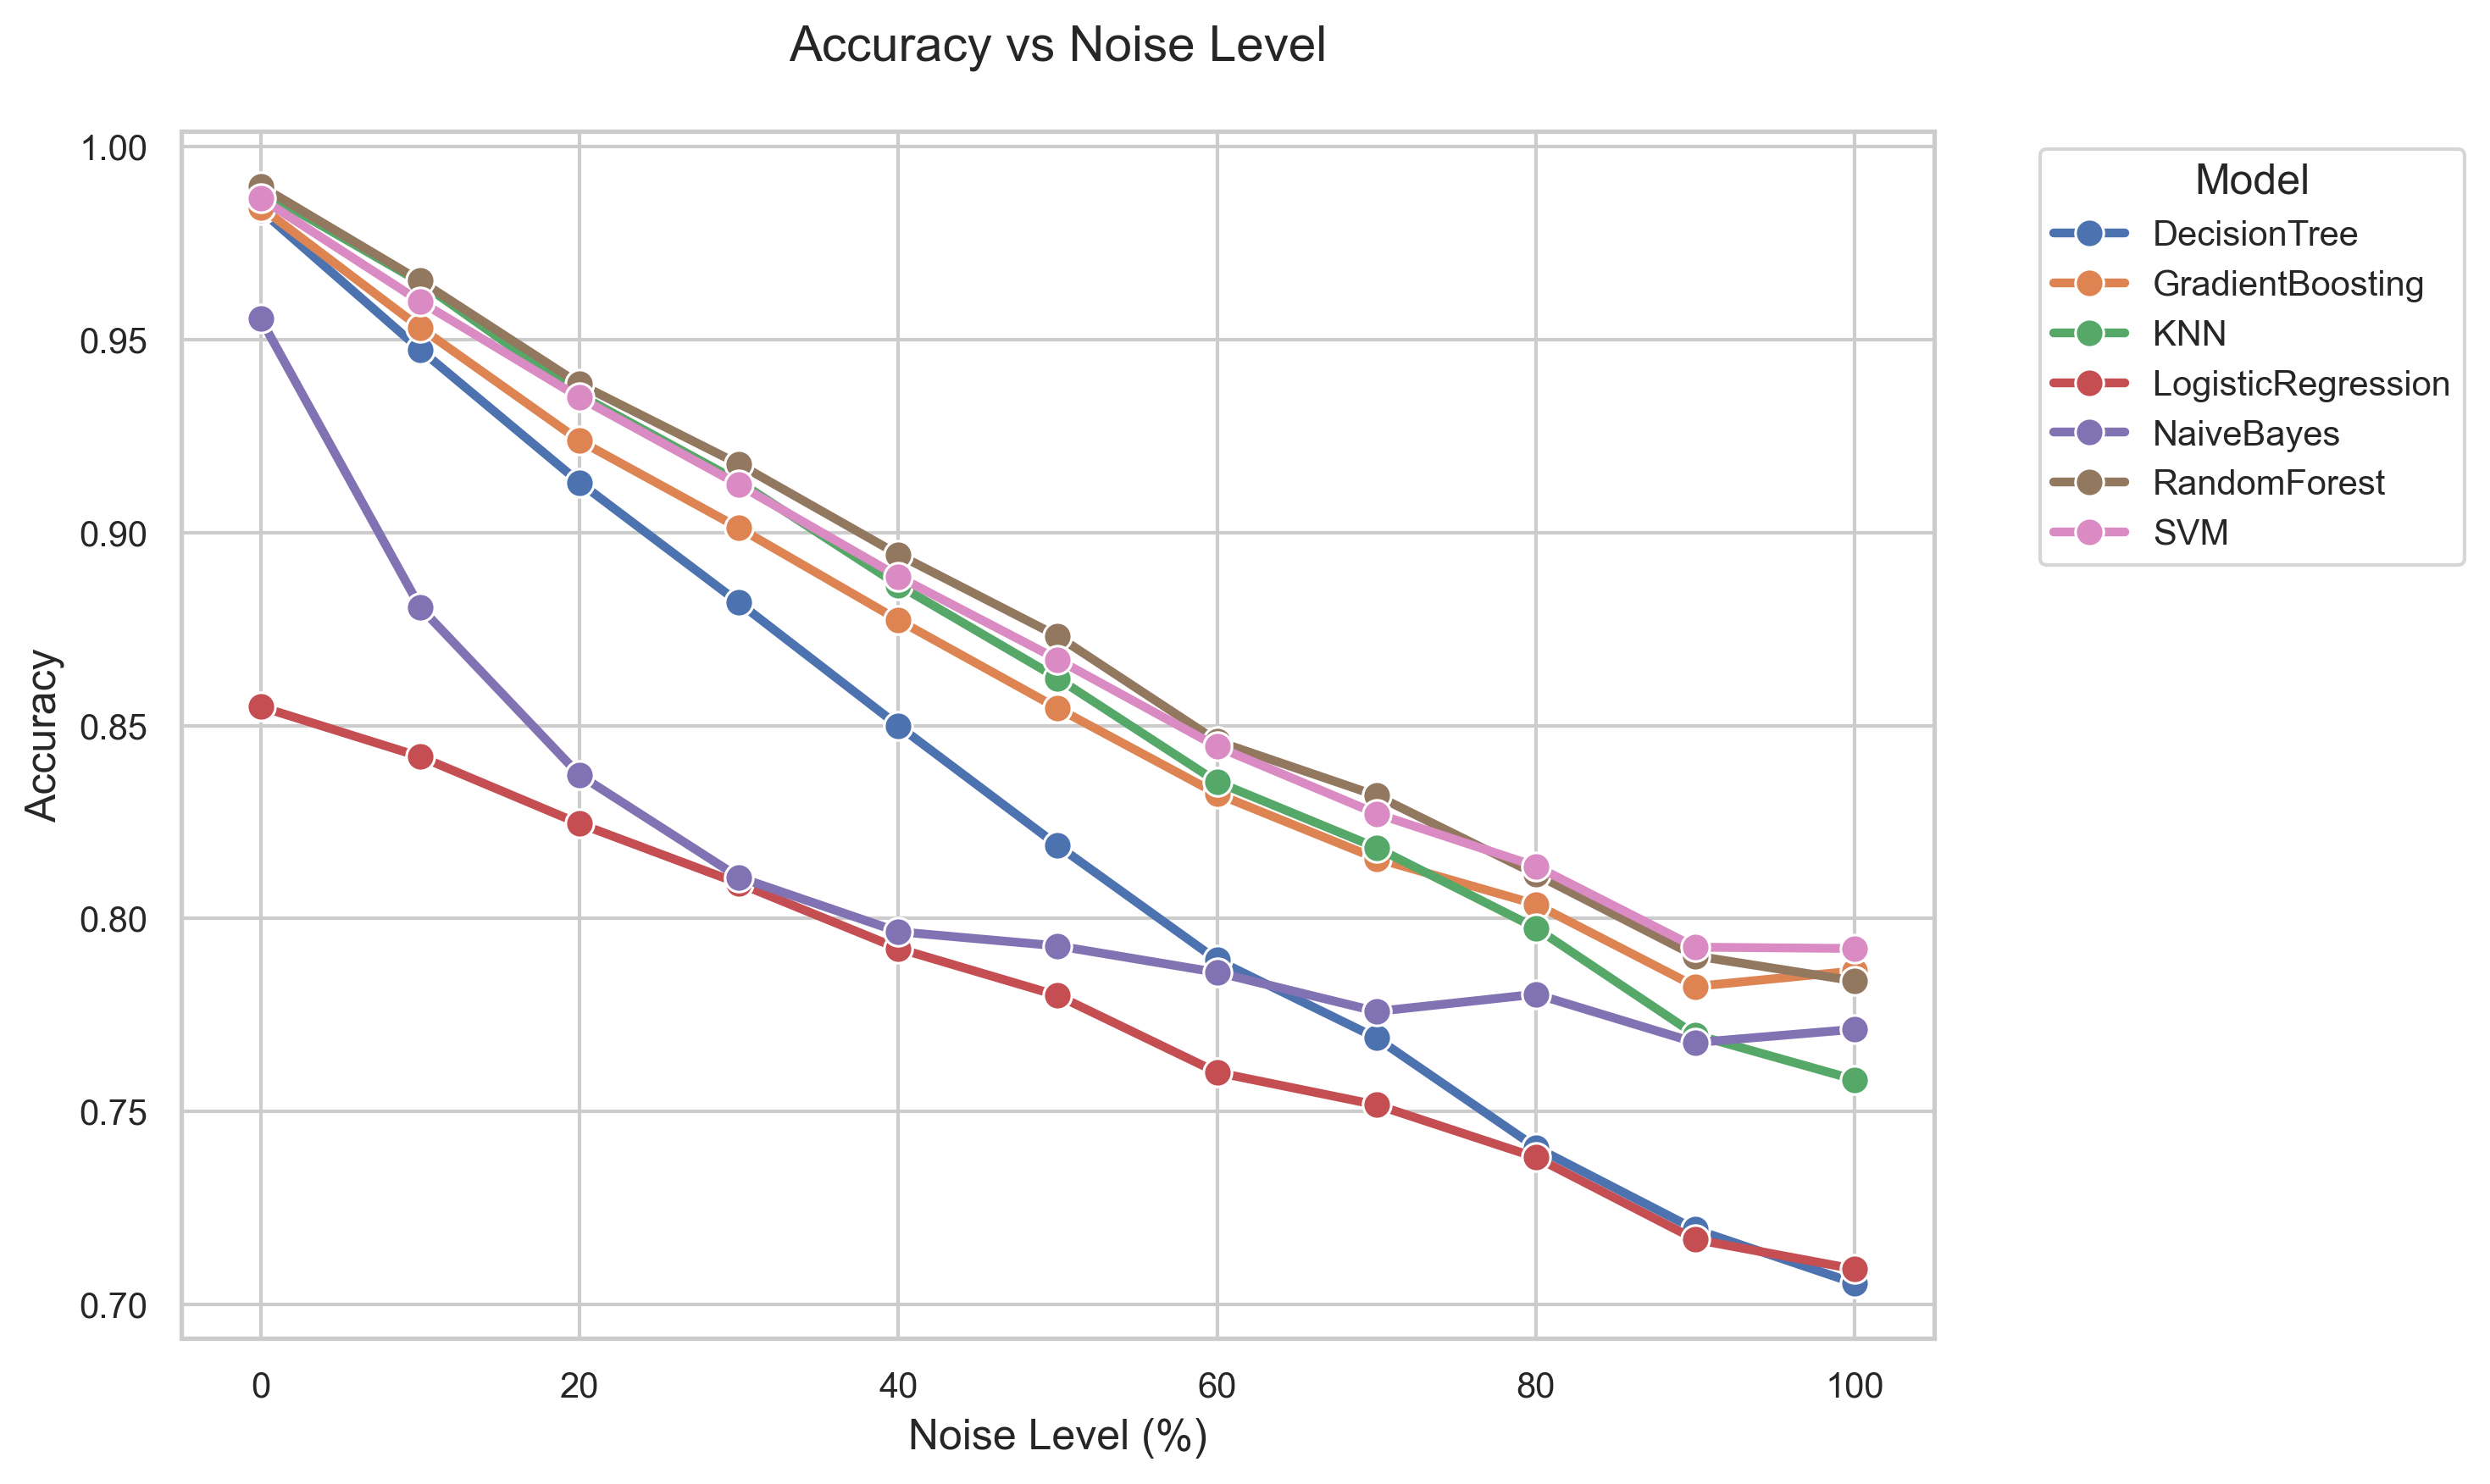 Accuracy vs Noise Level
1.00
0.95
0.90
0.85
0.80
0.75
0.70
Accuracy
0 20 40 60 80 100
Noise Level (%)
Model
DecisionTree
GradientBoosting
KNN
LogisticRegression
NaiveBayes
RandomForest
SVM